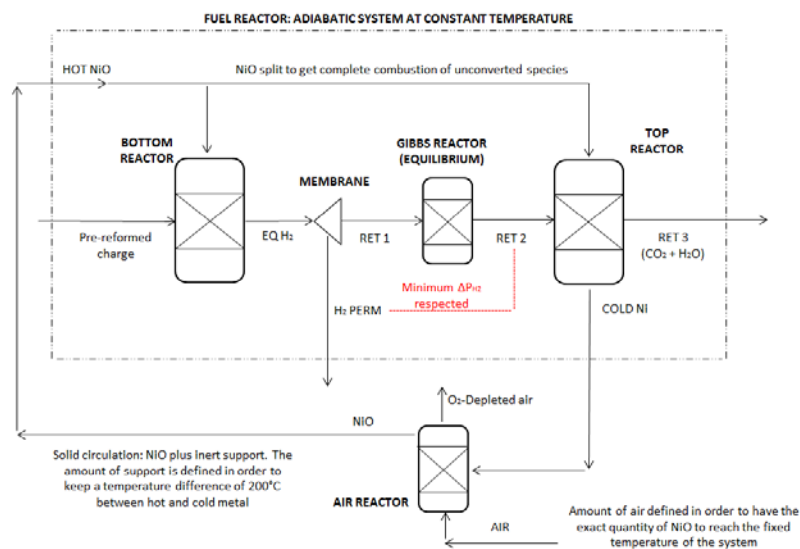 FUEL REACTOR: ADIABATIC SYSTEM AT CONSTANT TEMPERATURE
HOT NiO
NiO split to get complete combustion of unconverted species
BOTTOM
REACTOR
MEMBRANE
GIBBS REACTOR
(EQUILIBRIUM)
TOP
REACTOR
Pre-reformed
charge
EQ H₂
RET 1
RET 2
RET 3
(CO₂ + H₂O)
Minimum ΔPH₂
respected
H₂ PERM
COLD Ni
O₂-Depleted air
NiO
Solid circulation: NiO plus inert support. The
amount of support is defined in order to
keep a temperature difference of 200°C
between hot and cold metal
AIR REACTOR
AIR
Amount of air defined in order to have the
exact quantity of NiO to reach the fixed
temperature of the system